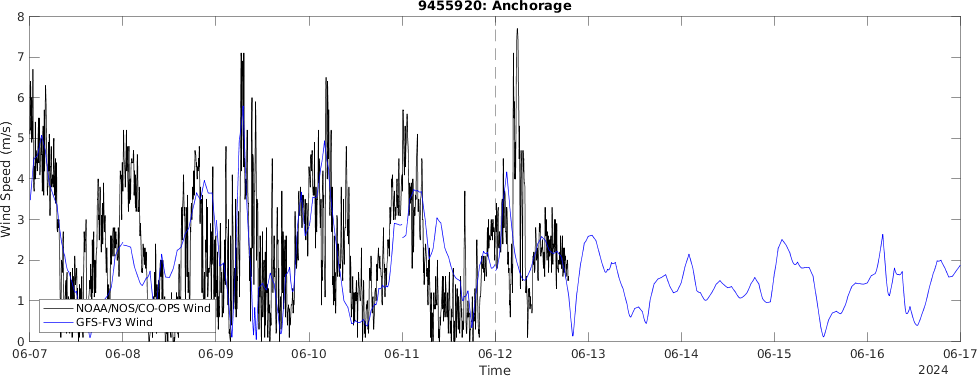 9455920: Anchorage
8
7
6
5
4
3
2
1
0
Wind Speed (m/s)
NOAA/NOS/CO-OPS Wind
GFS-FV3 Wind
06-07 06-08 06-09 06-10 06-11 06-12 06-13 06-14 06-15 06-16 06-17
Time
2024